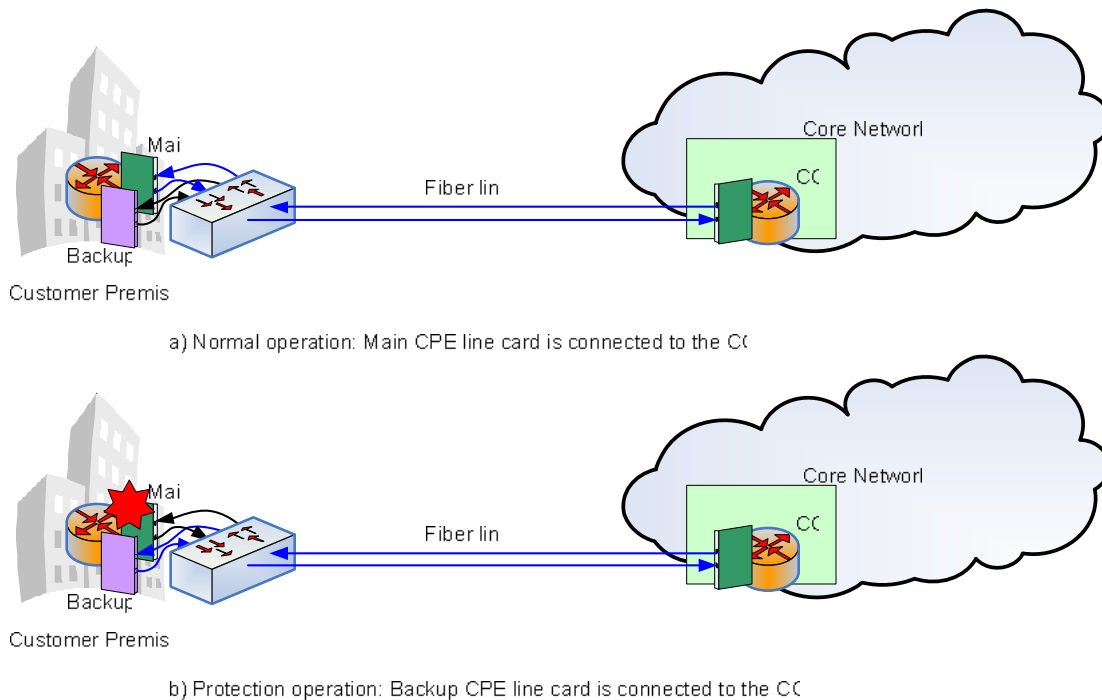 Core Networl
Mai
CC
Fiber lin
Backup
Customer Premis
a) Normal operation: Main CPE line card is connected to the CC
Core Networl
Mai
CC
Fiber lin
Backup
Customer Premis
b) Protection operation: Backup CPE line card is connected to the CC